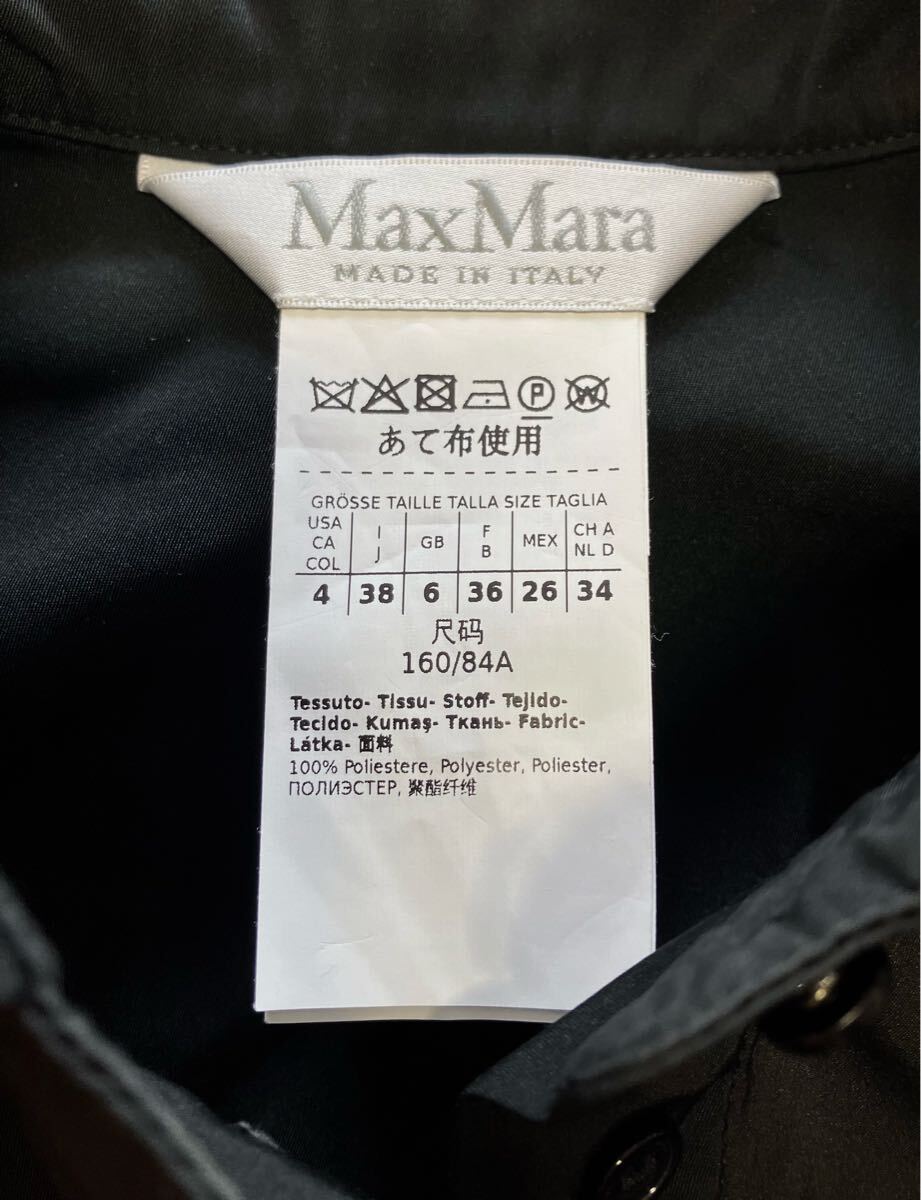 MaxMara
MADE IN ITALY
P W
あて布使用
GRÖSSE TAILLE TALLA SIZE TAGLIA
USA CA COL I J GB F B MEX CH A NL D
4 38 6 36 26 34
尺码
160/84A
Tessuto- Tissu- Stoff- Tejido-
Tecido- Kumaş- Ткань- Fabric-
Látka- 面料
100% Poliestere, Polyester, Poliester,
ПОЛИЭСТЕР, 聚酯纤维